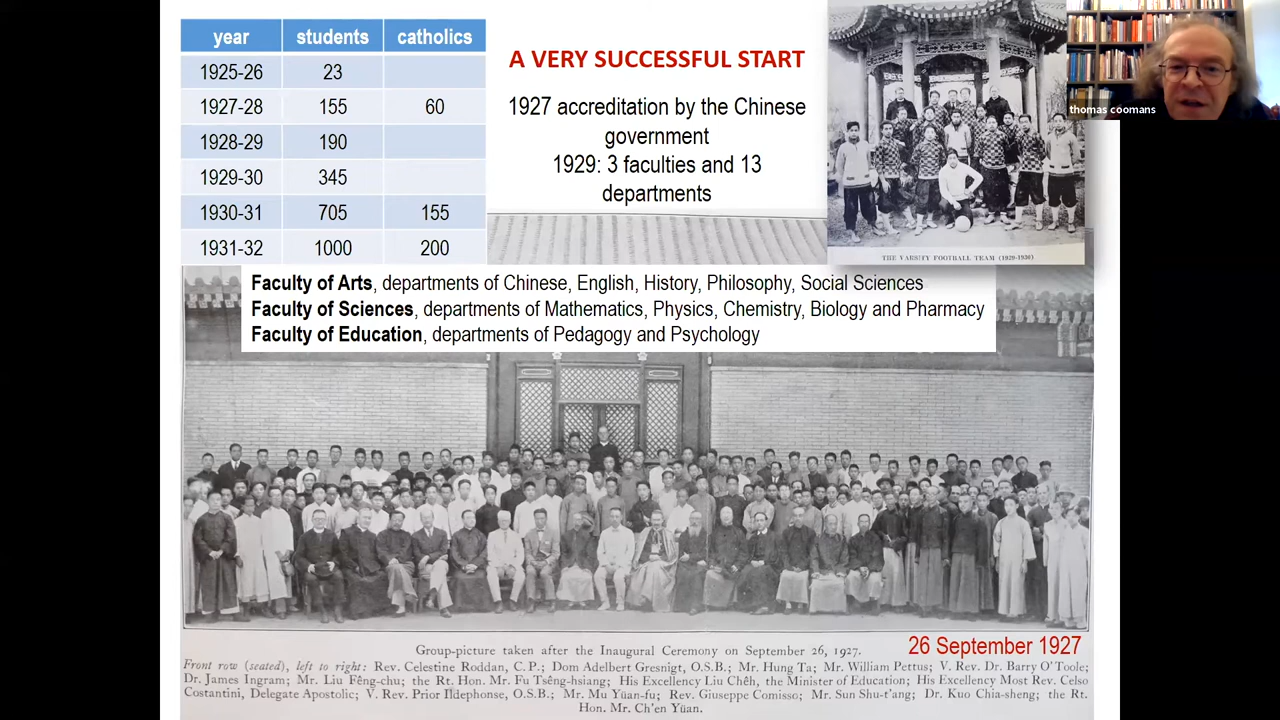 year students catholics
1925-26 23
1927-28 155 60
1928-29 190
1929-30 345
1930-31 705 155
1931-32 1000 200
A VERY SUCCESSFUL START
1927 accreditation by the Chinese
government
1929: 3 faculties and 13
departments
THE VARSITY FOOTBALL TEAM (1929-1930)
thomas coomans
Faculty of Arts, departments of Chinese, English, History, Philosophy, Social Sciences
Faculty of Sciences, departments of Mathematics, Physics, Chemistry, Biology and Pharmacy
Faculty of Education, departments of Pedagogy and Psychology
26 September 1927
Group-picture taken after the Inaugural Ceremony on September 26, 1927.
Front row (seated), left to right: Rev. Celestine Roddan, C.P.; Dom Adelbert Gresnigt, O.S.B.; Mr. Hung Ta; Mr. William Pettus; V. Rev. Dr. Barry O'Toole;
Dr. James Ingram; Mr. Liu Fêng-chu; the Rt. Hon. Mr. Fu Tsêng-hsiang; His Excellency Liu Chêh, the Minister of Education; His Excellency Most Rev. Celso
Costantini, Delegate Apostolic; V. Rev. Prior Ildephonse, O.S.B.; Mr. Mu Yüan-fu; Rev. Giuseppe Comisso; Mr. Sun Shu-t'ang; Dr. Kuo Chia-sheng; the Rt.
Hon. Mr. Ch'en Yüan.